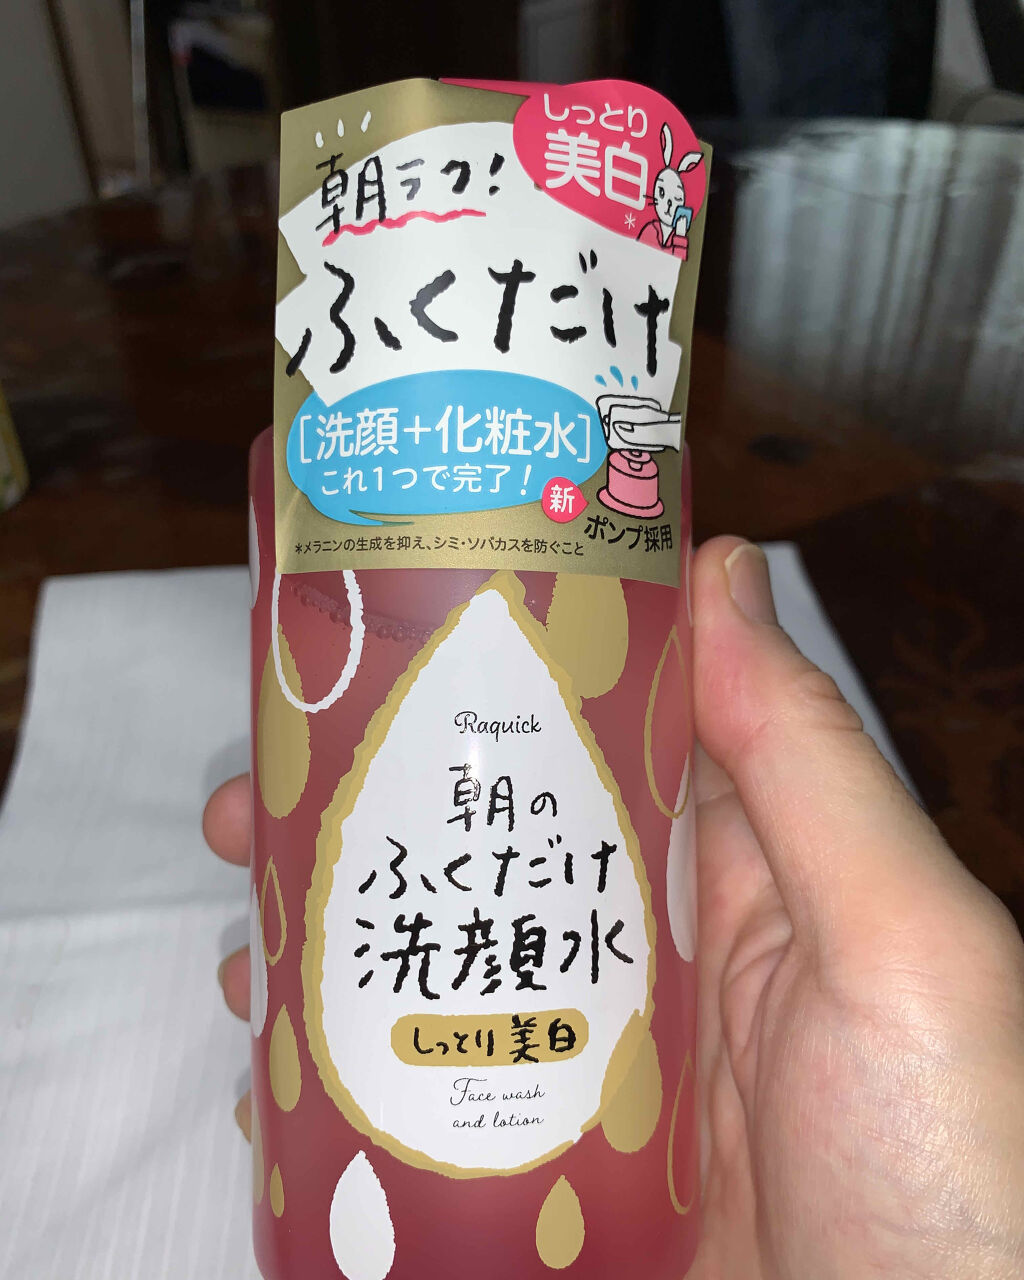 しっとり
美白*
朝ラク!
ふくだけ
[洗顔+化粧水]
これ1つで完了!
新
ポンプ採用
*メラニンの生成を抑え、シミ・ソバカスを防ぐこと
Raquick
朝の
ふくだけ
洗顔水
しっとり美白
Face wash
and lotion